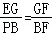 EG/PB = GF/BF